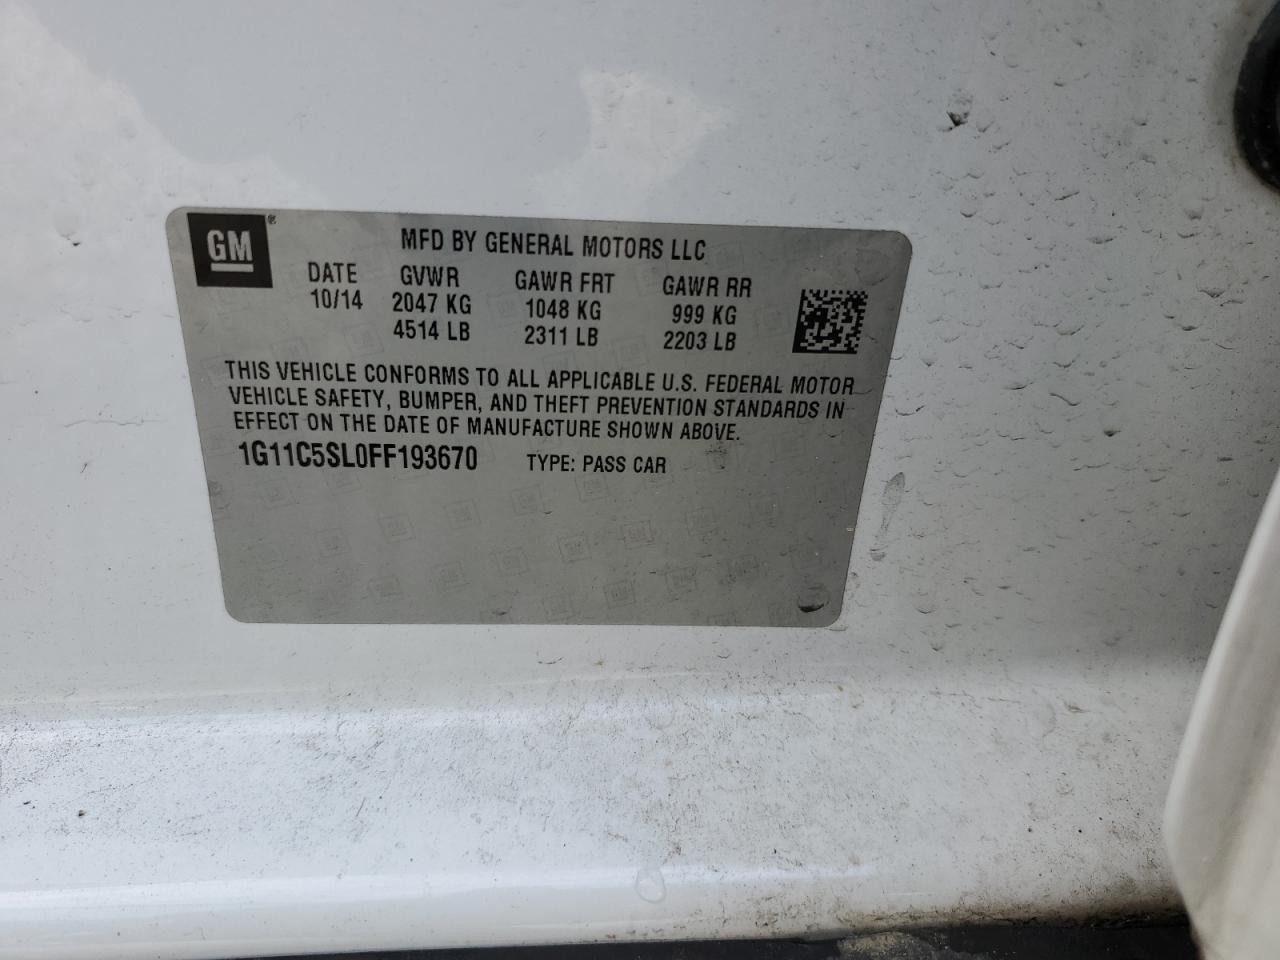 GM®
MFD BY GENERAL MOTORS LLC
DATE GVWR GAWR FRT GAWR RR
10/14 2047 KG 1048 KG 999 KG
4514 LB 2311 LB 2203 LB
THIS VEHICLE CONFORMS TO ALL APPLICABLE U.S. FEDERAL MOTOR
VEHICLE SAFETY, BUMPER, AND THEFT PREVENTION STANDARDS IN
EFFECT ON THE DATE OF MANUFACTURE SHOWN ABOVE.
1G11C5SL0FF193670 TYPE: PASS CAR